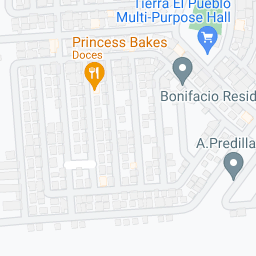 Tierra El Pueblo
Multi-Purpose Hall
Princess Bakes
Doces
Bonifacio Resid
A.Predilla